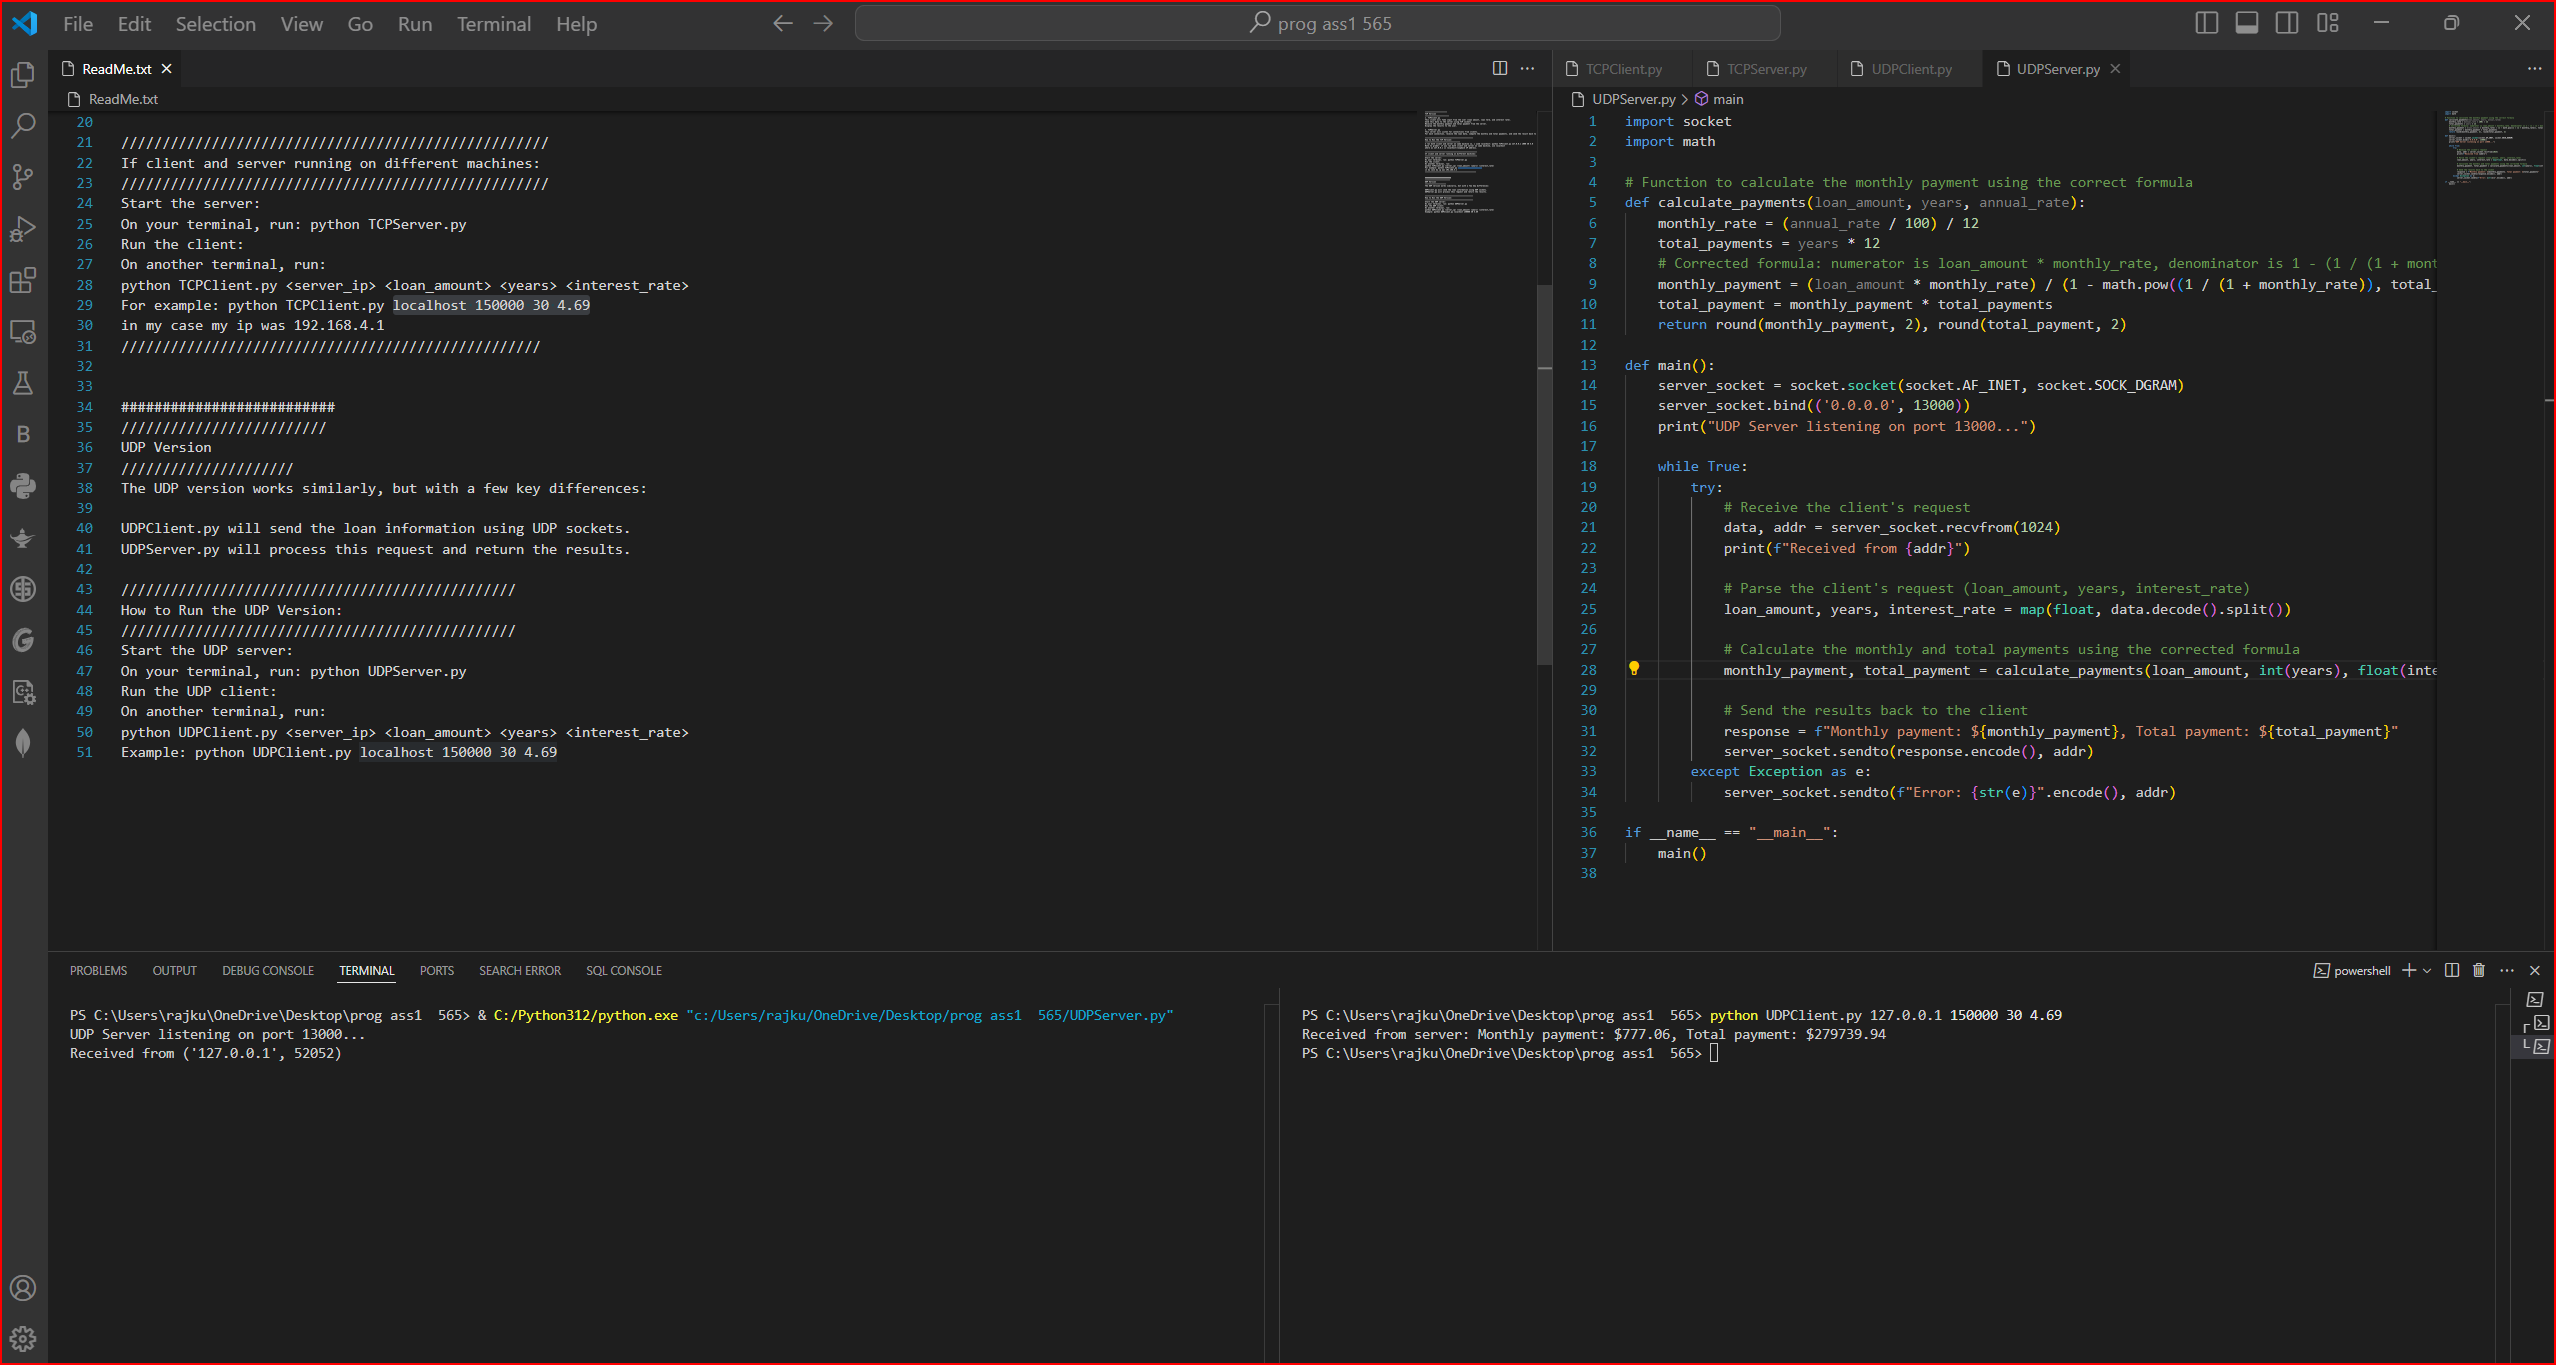 File Edit Selection View Go Run Terminal Help
prog ass1 565
ReadMe.txt
ReadMe.txt
20
21 ////////////////////////////////////////////////////
22 If client and server running on different machines:
23 ////////////////////////////////////////////////////
24 Start the server:
25 On your terminal, run: python TCPServer.py
26 Run the client:
27 On another terminal, run:
28 python TCPClient.py <server_ip> <loan_amount> <years> <interest_rate>
29 For example: python TCPClient.py localhost 150000 30 4.69
30 in my case my ip was 192.168.4.1
31 ///////////////////////////////////////////////////
32
33
34 ##########################
35 /////////////////////////
36 UDP Version
37 /////////////////////
38 The UDP version works similarly, but with a few key differences:
39
40 UDPClient.py will send the loan information using UDP sockets.
41 UDPServer.py will process this request and return the results.
42
43 ////////////////////////////////////////////////
44 How to Run the UDP Version:
45 ////////////////////////////////////////////////
46 Start the UDP server:
47 On your terminal, run: python UDPServer.py
48 Run the UDP client:
49 On another terminal, run:
50 python UDPClient.py <server_ip> <loan_amount> <years> <interest_rate>
51 Example: python UDPClient.py localhost 150000 30 4.69
TCPClient.py TCPServer.py UDPClient.py UDPServer.py
UDPServer.py > main
1 import socket
2 import math
3
4 # Function to calculate the monthly payment using the correct formula
5 def calculate_payments(loan_amount, years, annual_rate):
6 monthly_rate = (annual_rate / 100) / 12
7 total_payments = years * 12
8 # Corrected formula: numerator is loan_amount * monthly_rate, denominator is 1 - (1 / (1 + mont
9 monthly_payment = (loan_amount * monthly_rate) / (1 - math.pow((1 / (1 + monthly_rate)), total_
10 total_payment = monthly_payment * total_payments
11 return round(monthly_payment, 2), round(total_payment, 2)
12
13 def main():
14 server_socket = socket.socket(socket.AF_INET, socket.SOCK_DGRAM)
15 server_socket.bind(('0.0.0.0', 13000))
16 print("UDP Server listening on port 13000...")
17
18 while True:
19 try:
20 # Receive the client's request
21 data, addr = server_socket.recvfrom(1024)
22 print(f"Received from {addr}")
23
24 # Parse the client's request (loan_amount, years, interest_rate)
25 loan_amount, years, interest_rate = map(float, data.decode().split())
26
27 # Calculate the monthly and total payments using the corrected formula
28 monthly_payment, total_payment = calculate_payments(loan_amount, int(years), float(inte
29
30 # Send the results back to the client
31 response = f"Monthly payment: ${monthly_payment}, Total payment: ${total_payment}"
32 server_socket.sendto(response.encode(), addr)
33 except Exception as e:
34 server_socket.sendto(f"Error: {str(e)}".encode(), addr)
35
36 if __name__ == "__main__":
37 main()
38
PROBLEMS OUTPUT DEBUG CONSOLE TERMINAL PORTS SEARCH ERROR SQL CONSOLE
powershell
PS C:\Users\rajku\OneDrive\Desktop\prog ass1  565> & C:/Python312/python.exe "c:/Users/rajku/OneDrive/Desktop/prog ass1  565/UDPServer.py"
UDP Server listening on port 13000...
Received from ('127.0.0.1', 52052)
PS C:\Users\rajku\OneDrive\Desktop\prog ass1  565> python UDPClient.py 127.0.0.1 150000 30 4.69
Received from server: Monthly payment: $777.06, Total payment: $279739.94
PS C:\Users\rajku\OneDrive\Desktop\prog ass1  565>